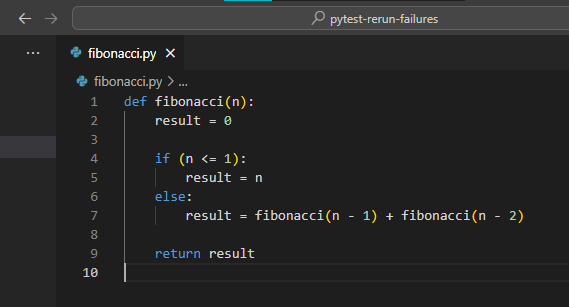 pytest-rerun-failures
fibonacci.py
fibonacci.py > ...
1 def fibonacci(n):
2     result = 0
3
4     if (n <= 1):
5         result = n
6     else:
7         result = fibonacci(n - 1) + fibonacci(n - 2)
8
9     return result
10